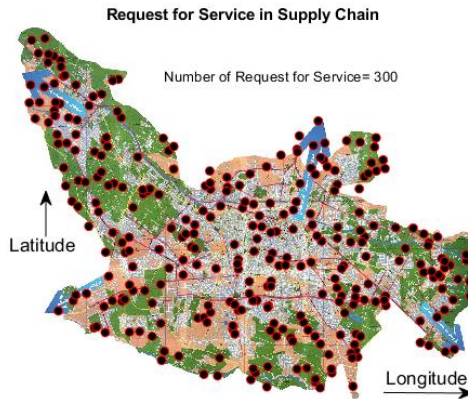 Request for Service in Supply Chain
Number of Request for Service= 300
Latitude
Longitude